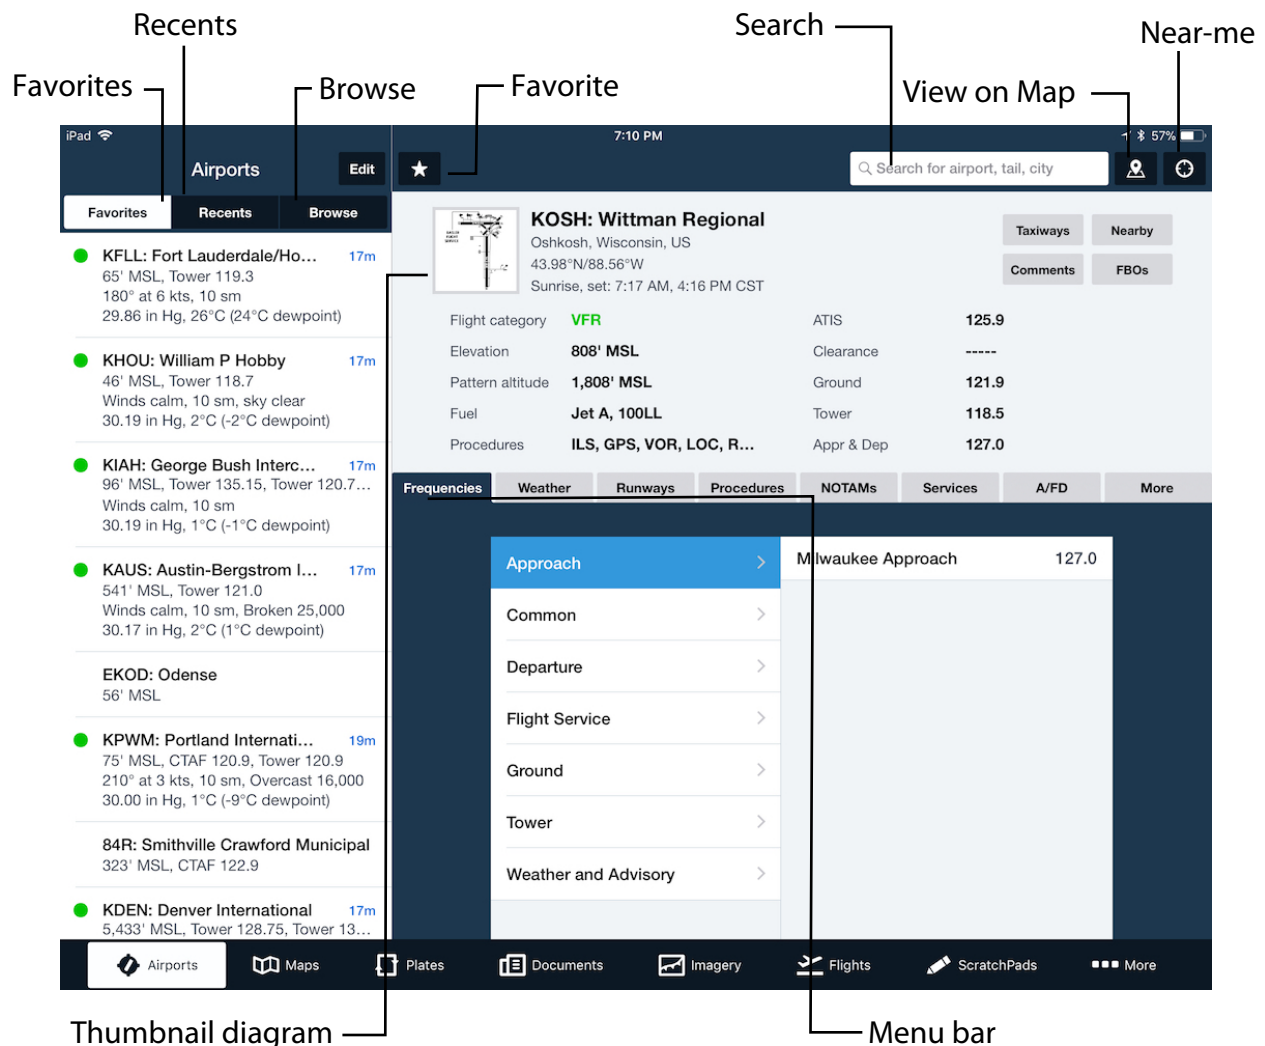 Recents
Search
Near-me
Favorites
Browse
Favorite
View on Map
iPad
7:10 PM
57%
Airports
Edit
Search for airport, tail, city
Favorites
Recents
Browse
KFLL: Fort Lauderdale/Ho...
17m
65' MSL, Tower 119.3
180° at 6 kts, 10 sm
29.86 in Hg, 26°C (24°C dewpoint)
KHOU: William P Hobby
17m
46' MSL, Tower 118.7
Winds calm, 10 sm, sky clear
30.19 in Hg, 2°C (-2°C dewpoint)
KIAH: George Bush Interc...
17m
96' MSL, Tower 135.15, Tower 120.7...
Winds calm, 10 sm
30.19 in Hg, 1°C (-1°C dewpoint)
KAUS: Austin-Bergstrom I...
17m
541' MSL, Tower 121.0
Winds calm, 10 sm, Broken 25,000
30.17 in Hg, 2°C (1°C dewpoint)
EKOD: Odense
56' MSL
KPWM: Portland Internati...
19m
75' MSL, CTAF 120.9, Tower 120.9
210° at 3 kts, 10 sm, Overcast 16,000
30.00 in Hg, 1°C (-9°C dewpoint)
84R: Smithville Crawford Municipal
323' MSL, CTAF 122.9
KDEN: Denver International
17m
5,433' MSL, Tower 128.75, Tower 13...
KOSH: Wittman Regional
Oshkosh, Wisconsin, US
43.98°N/88.56°W
Sunrise, set: 7:17 AM, 4:16 PM CST
Taxiways
Nearby
Comments
FBOs
Flight category VFR
ATIS 125.9
Elevation 808' MSL
Clearance -----
Pattern altitude 1,808' MSL
Ground 121.9
Fuel Jet A, 100LL
Tower 118.5
Procedures ILS, GPS, VOR, LOC, R...
Appr & Dep 127.0
Frequencies
Weather
Runways
Procedures
NOTAMs
Services
A/FD
More
Approach
Milwaukee Approach 127.0
Common
Departure
Flight Service
Ground
Tower
Weather and Advisory
Airports
Maps
Plates
Documents
Imagery
Flights
ScratchPads
More
Thumbnail diagram
Menu bar